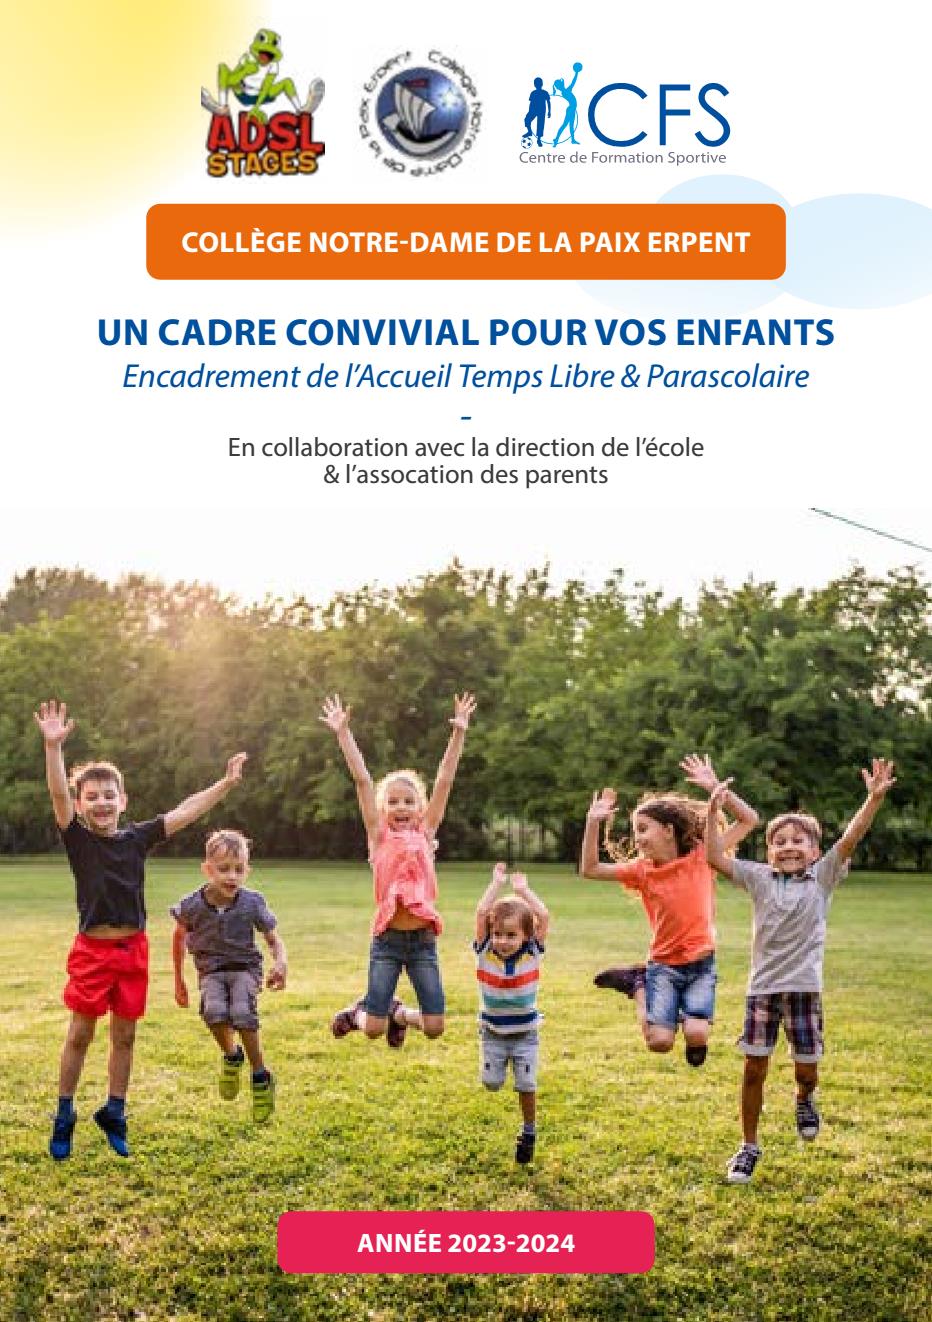 ADSL
STAGES
Collège Notre-Dame de la Paix Erpent
CFS
Centre de Formation Sportive
COLLÈGE NOTRE-DAME DE LA PAIX ERPENT
UN CADRE CONVIVIAL POUR VOS ENFANTS
Encadrement de l’Accueil Temps Libre & Parascolaire
-
En collaboration avec la direction de l’école
& l’assocation des parents
ANNÉE 2023-2024